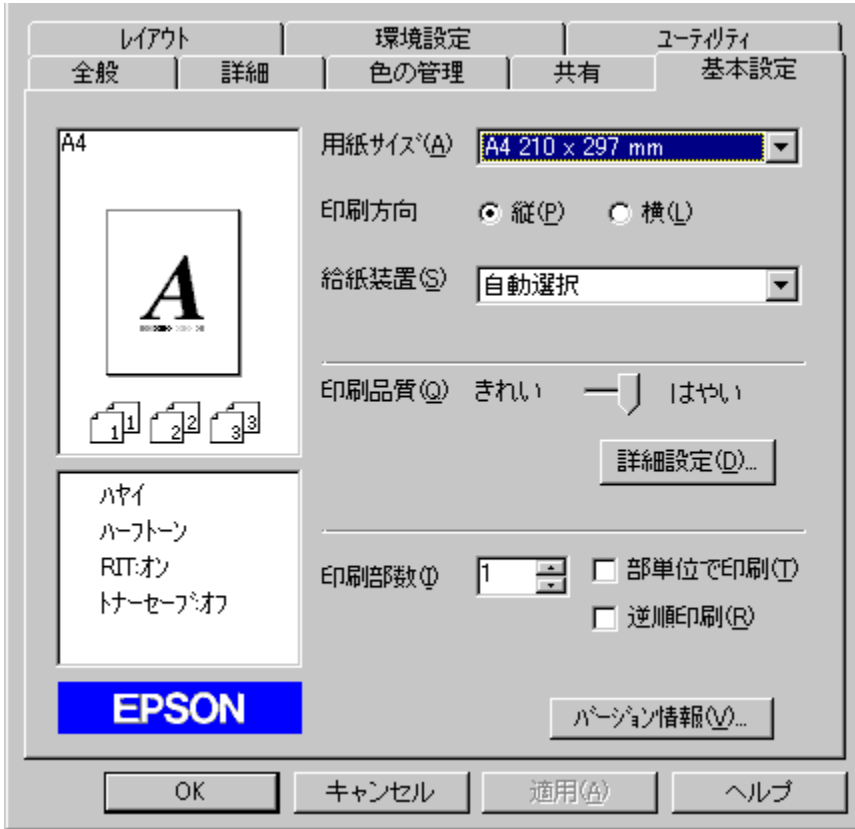 レイアウト 環境設定 ユーティリティ
全般 詳細 色の管理 共有 基本設定
A4
A
1 1 2 2 3 3
用紙サイズ(A) A4 210 x 297 mm
印刷方向 縦(P) 横(L)
給紙装置(S) 自動選択
印刷品質(Q) きれい はやい
詳細設定(D)...
ハヤイ
ハーフトーン
RIT:オン
トナーセーブ:オフ
印刷部数(I) 1 部単位で印刷(T)
逆順印刷(R)
EPSON
バージョン情報(V)...
OK キャンセル 適用(A) ヘルプ